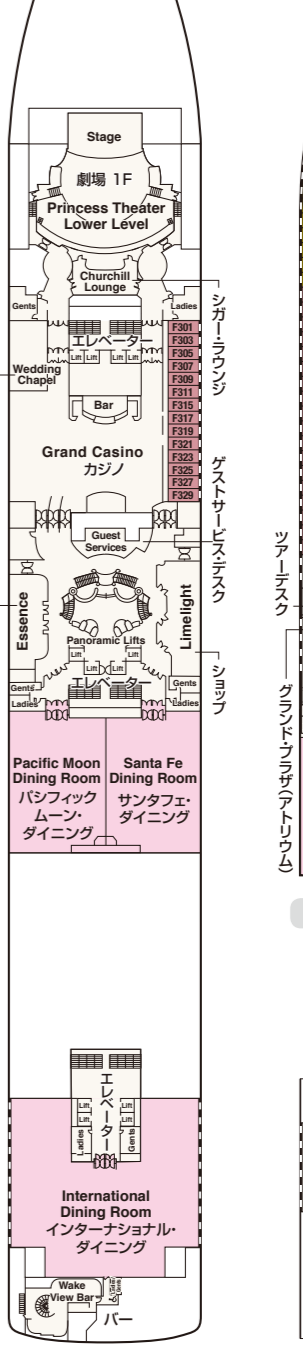 Stage
劇場 1F
Princess Theater
Lower Level
Churchill
Lounge
シガー・ラウンジ
Gents
Ladies
エレベーター
Lift
Lift
Lift
Lift
F301
F303
F305
F307
F309
F311
F315
F317
F319
F321
F323
F325
F327
F329
Wedding
Chapel
Bar
Grand Casino
カジノ
Guest
Services
ゲストサービス・デスク
Essence
Limelight
ショップ
Panoramic Lifts
Lift
Lift
Lift
Lift
エレベーター
Gents
Ladies
Gents
Ladies
Pacific Moon
Dining Room
パシフィック
ムーン・
ダイニング
Santa Fe
Dining Room
サンタフェ・
ダイニング
エレベーター
Lift
Lift
Lift
Lift
Ladies
Gents
International
Dining Room
インターナショナル・
ダイニング
Wake
View Bar
バー
ツアーデスク
グランド・プラザ(アトリウム)